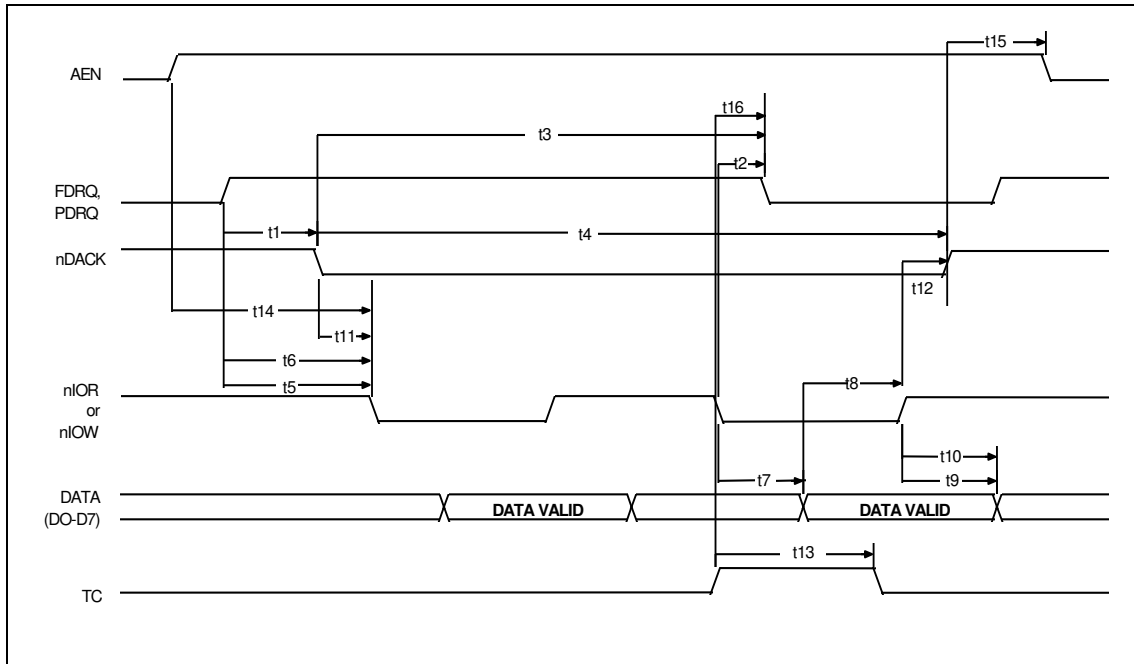 t15
AEN
t16
t3
t2
FDRQ,
PDRQ
t1
t4
nDACK
t12
t14
t11
t6
t5
t8
nIOR
or
nIOW
t10
t7
t9
DATA
(DO-D7)
DATA VALID
DATA VALID
t13
TC